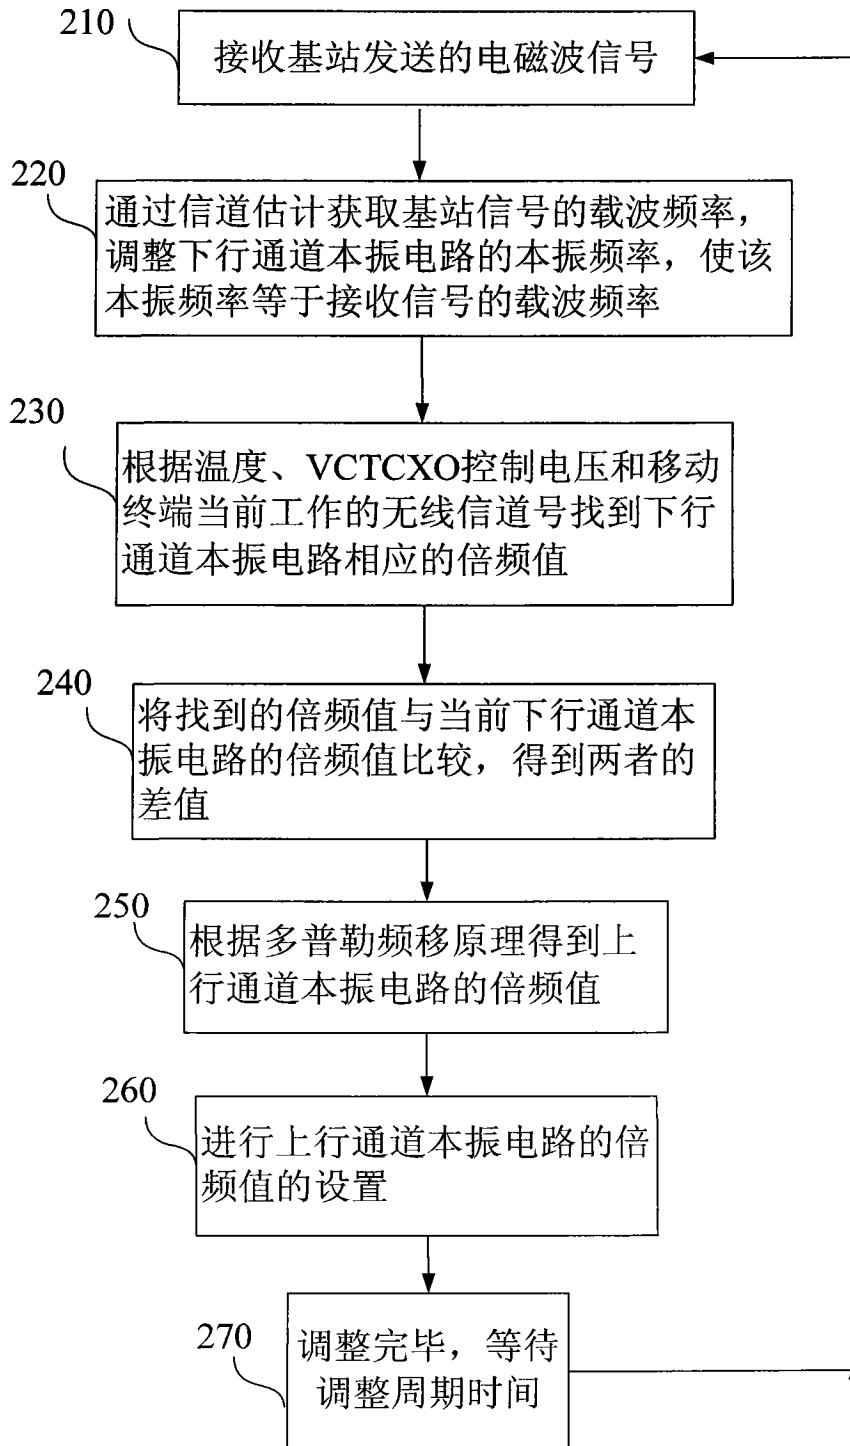 210
接收基站发送的电磁波信号
220
通过信道估计获取基站信号的载波频率，
调整下行通道本振电路的本振频率，使该
本振频率等于接收信号的载波频率
230
根据温度、VCTCXO控制电压和移动
终端当前工作的无线信道号找到下行
通道本振电路相应的倍频值
240
将找到的倍频值与当前下行通道本
振电路的倍频值比较，得到两者的
差值
250
根据多普勒频移原理得到上
行通道本振电路的倍频值
260
进行上行通道本振电路的倍
频值的设置
270
调整完毕，等待
调整周期时间